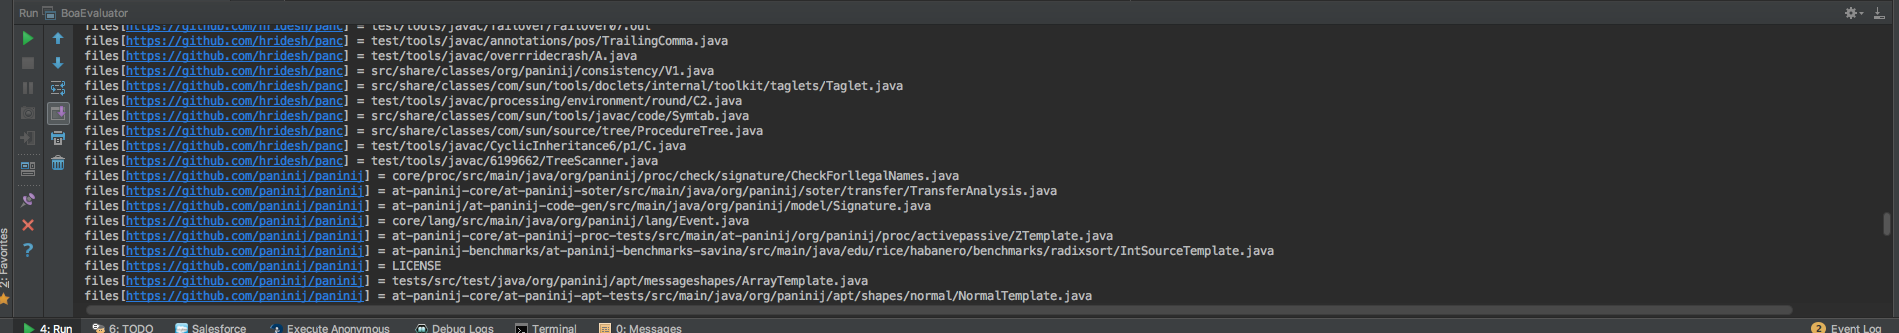 Run BoaEvaluator
files[https://github.com/hridesh/panc] = test/tools/javac/failover/FailOver07.out
files[https://github.com/hridesh/panc] = test/tools/javac/annotations/pos/TrailingComma.java
files[https://github.com/hridesh/panc] = test/tools/javac/overrridecrash/A.java
files[https://github.com/hridesh/panc] = src/share/classes/org/paninij/consistency/V1.java
files[https://github.com/hridesh/panc] = src/share/classes/com/sun/tools/doclets/internal/toolkit/taglets/Taglet.java
files[https://github.com/hridesh/panc] = test/tools/javac/processing/environment/round/C2.java
files[https://github.com/hridesh/panc] = src/share/classes/com/sun/tools/javac/code/Symtab.java
files[https://github.com/hridesh/panc] = src/share/classes/com/sun/source/tree/ProcedureTree.java
files[https://github.com/hridesh/panc] = test/tools/javac/CyclicInheritance6/p1/C.java
files[https://github.com/hridesh/panc] = test/tools/javac/6199662/TreeScanner.java
files[https://github.com/paninij/paninij] = core/proc/src/main/java/org/paninij/proc/check/signature/CheckForllegalNames.java
files[https://github.com/paninij/paninij] = at-paninij-core/at-paninij-soter/src/main/java/org/paninij/soter/transfer/TransferAnalysis.java
files[https://github.com/paninij/paninij] = at-paninij/at-paninij-code-gen/src/main/java/org/paninij/model/Signature.java
files[https://github.com/paninij/paninij] = core/lang/src/main/java/org/paninij/lang/Event.java
files[https://github.com/paninij/paninij] = at-paninij-core/at-paninij-proc-tests/src/main/at-paninij/org/paninij/proc/activepassive/ZTemplate.java
files[https://github.com/paninij/paninij] = at-paninij-benchmarks/at-paninij-benchmarks-savina/src/main/java/edu/rice/habanero/benchmarks/radixsort/IntSourceTemplate.java
files[https://github.com/paninij/paninij] = LICENSE
files[https://github.com/paninij/paninij] = tests/src/test/java/org/paninij/apt/messageshapes/ArrayTemplate.java
files[https://github.com/paninij/paninij] = at-paninij-core/at-paninij-apt-tests/src/main/java/org/paninij/apt/shapes/normal/NormalTemplate.java
2: Favorites
4: Run 6: TODO Salesforce Execute Anonymous Debug Logs Terminal 0: Messages 2 Event Log